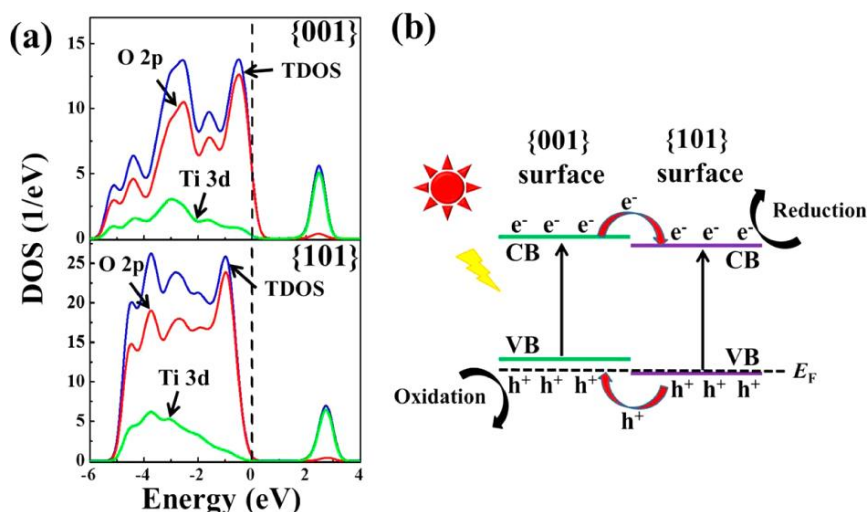 (a)
{001}
O 2p
TDOS
Ti 3d
15
10
5
0
{101}
O 2p
TDOS
Ti 3d
25
20
15
10
5
0
DOS (1/eV)
-6 -4 -2 0 2 4
Energy (eV)
(b)
{001} {101}
surface surface
e⁻
Reduction
e⁻ e⁻ e⁻ e⁻ e⁻ e⁻
CB CB
VB VB
E_F
h⁺ h⁺ h⁺ h⁺ h⁺ h⁺
Oxidation
h⁺